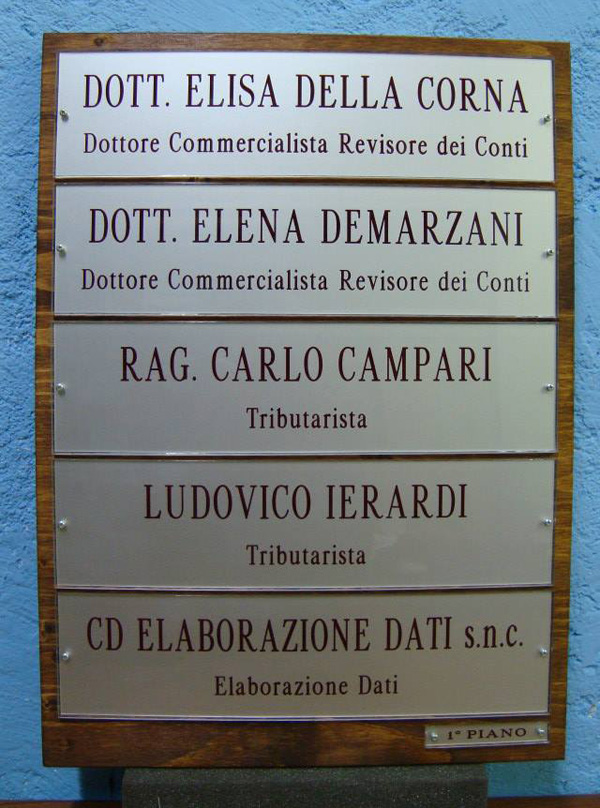 DOTT. ELISA DELLA CORNA
Dottore Commercialista Revisore dei Conti
DOTT. ELENA DEMARZANI
Dottore Commercialista Revisore dei Conti
RAG. CARLO CAMPARI
Tributarista
LUDOVICO IERARDI
Tributarista
CD ELABORAZIONE DATI s.n.c.
Elaborazione Dati
1° PIANO